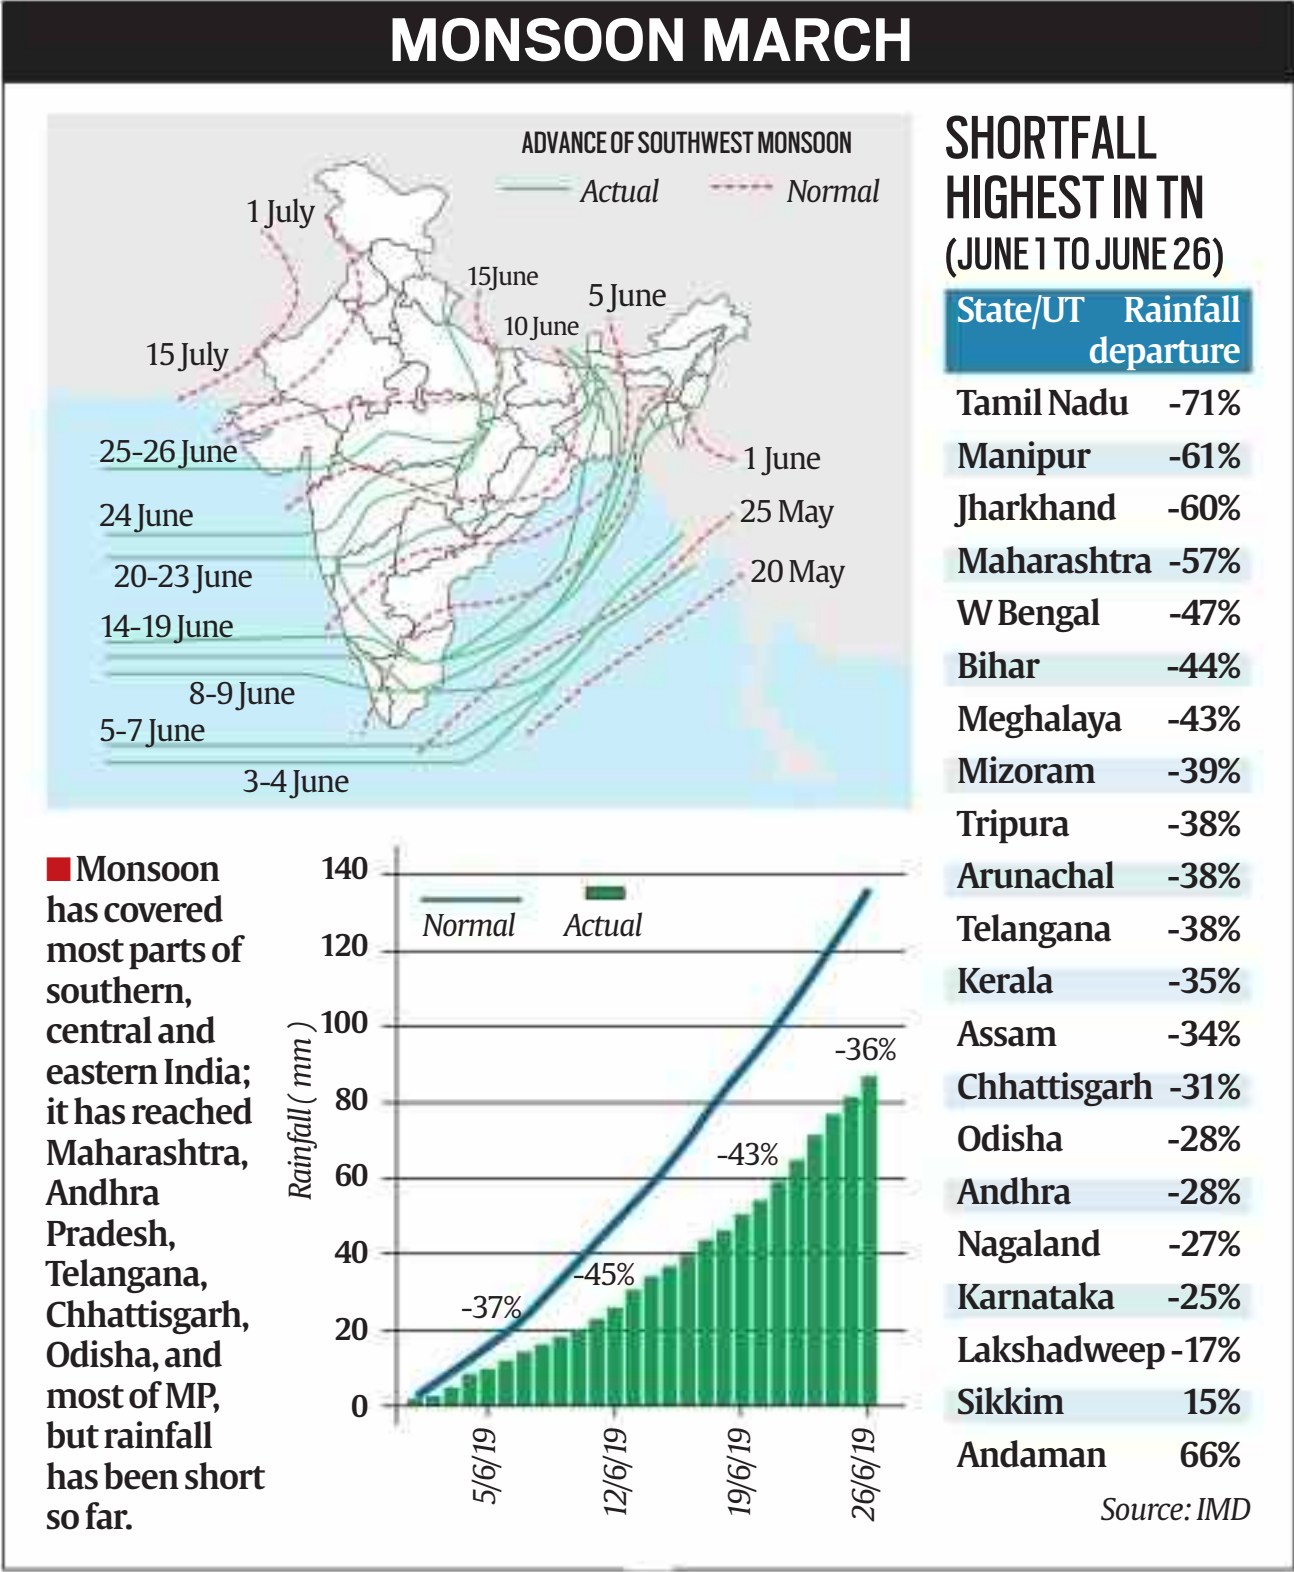 MONSOON MARCH
ADVANCE OF SOUTHWEST MONSOON
Actual Normal
1 July
15June
5 June
10 June
15 July
25-26 June
1 June
24 June
25 May
20-23 June
20 May
14-19 June
8-9 June
5-7 June
3-4 June
Monsoon
has covered
most parts of
southern,
central and
eastern India;
it has reached
Maharashtra,
Andhra
Pradesh,
Telangana,
Chhattisgarh,
Odisha, and
most of MP,
but rainfall
has been short
so far.
Rainfall ( mm )
140
120
100
80
60
40
20
0
Normal Actual
-37%
-45%
-43%
-36%
5/6/19
12/6/19
19/6/19
26/6/19
SHORTFALL
HIGHEST IN TN
(JUNE 1 TO JUNE 26)
State/UT Rainfall
departure
Tamil Nadu -71%
Manipur -61%
Jharkhand -60%
Maharashtra -57%
W Bengal -47%
Bihar -44%
Meghalaya -43%
Mizoram -39%
Tripura -38%
Arunachal -38%
Telangana -38%
Kerala -35%
Assam -34%
Chhattisgarh -31%
Odisha -28%
Andhra -28%
Nagaland -27%
Karnataka -25%
Lakshadweep -17%
Sikkim 15%
Andaman 66%
Source: IMD